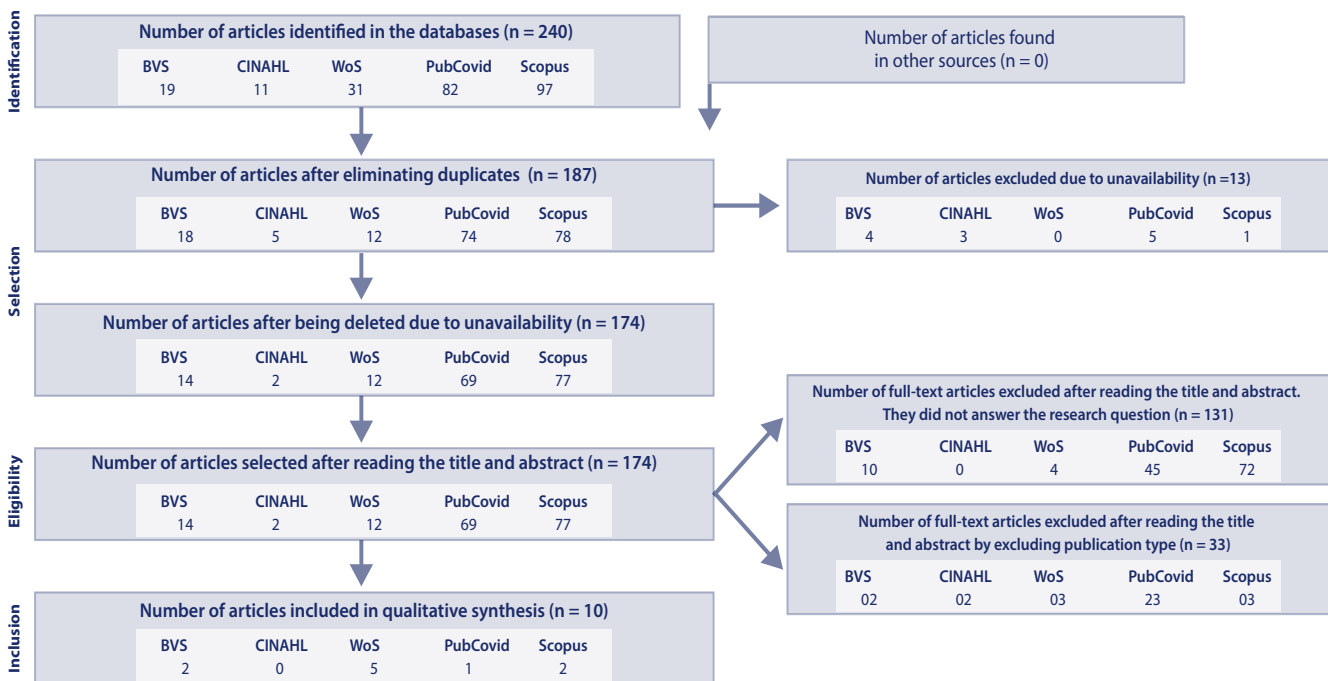 Identification
Number of articles identified in the databases (n = 240)
BVS CINAHL WoS PubCovid Scopus
19 11 31 82 97
Number of articles found
in other sources (n = 0)
Selection
Number of articles after eliminating duplicates (n = 187)
BVS CINAHL WoS PubCovid Scopus
18 5 12 74 78
Number of articles excluded due to unavailability (n =13)
BVS CINAHL WoS PubCovid Scopus
4 3 0 5 1
Number of articles after being deleted due to unavailability (n = 174)
BVS CINAHL WoS PubCovid Scopus
14 2 12 69 77
Eligibility
Number of articles selected after reading the title and abstract (n = 174)
BVS CINAHL WoS PubCovid Scopus
14 2 12 69 77
Number of full-text articles excluded after reading the title and abstract.
They did not answer the research question (n = 131)
BVS CINAHL WoS PubCovid Scopus
10 0 4 45 72
Number of full-text articles excluded after reading the title
and abstract by excluding publication type (n = 33)
BVS CINAHL WoS PubCovid Scopus
02 02 03 23 03
Inclusion
Number of articles included in qualitative synthesis (n = 10)
BVS CINAHL WoS PubCovid Scopus
2 0 5 1 2